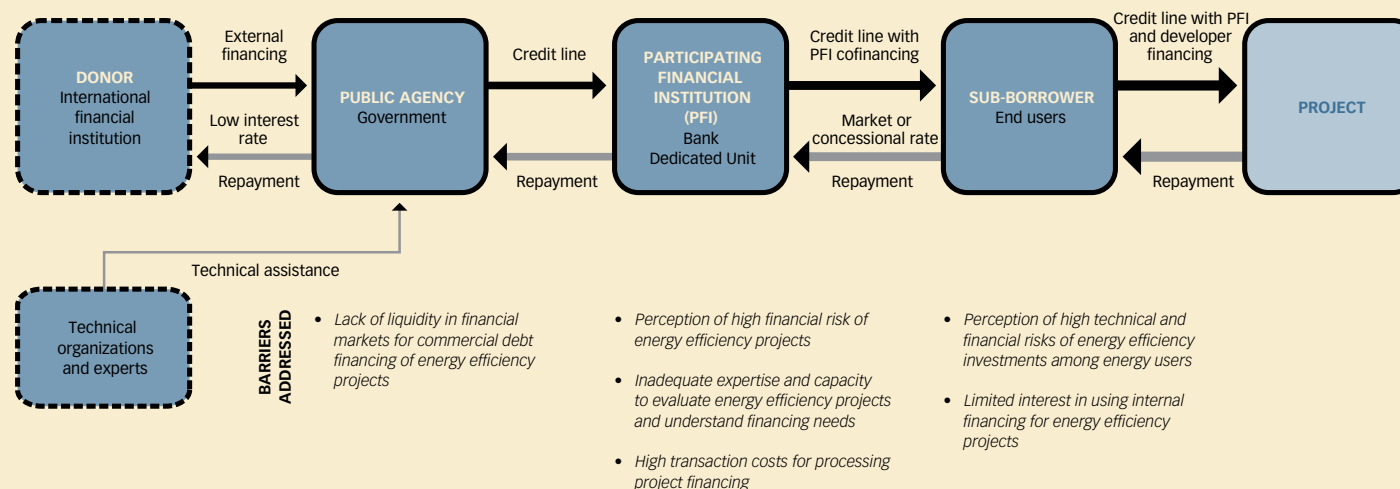 DONOR
International
financial
institution
External
financing
Low interest
rate
Repayment
PUBLIC AGENCY
Government
Credit line
Repayment
PARTICIPATING
FINANCIAL
INSTITUTION
(PFI)
Bank
Dedicated Unit
Credit line with
PFI cofinancing
Market or
concessional rate
Repayment
SUB-BORROWER
End users
Credit line with PFI
and developer
financing
Repayment
PROJECT
Technical assistance
Technical
organizations
and experts
BARRIERS
ADDRESSED
• Lack of liquidity in financial
markets for commercial debt
financing of energy efficiency
projects
• Perception of high financial risk of
energy efficiency projects
• Inadequate expertise and capacity
to evaluate energy efficiency projects
and understand financing needs
• High transaction costs for processing
project financing
• Perception of high technical and
financial risks of energy efficiency
investments among energy users
• Limited interest in using internal
financing for energy efficiency
projects